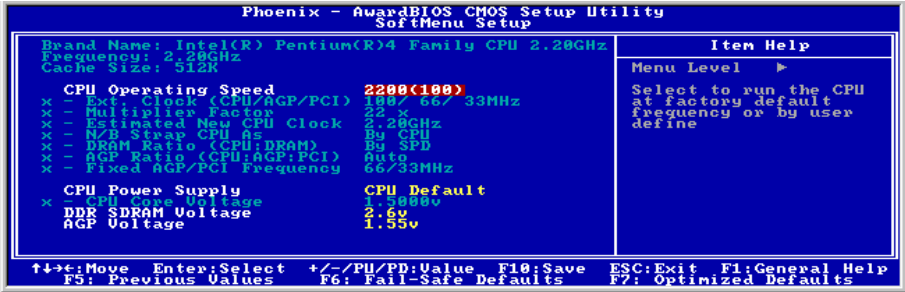 Phoenix - AwardBIOS CMOS Setup Utility
SoftMenu Setup
Brand Name: Intel(R) Pentium(R)4 Family CPU 2.20GHz
Frequency: 2.20GHz
Cache Size: 512K
CPU Operating Speed 2200(100)
x - Ext. Clock (CPU/AGP/PCI) 100/ 66/ 33MHz
x - Multiplier Factor 22 x
x - Estimated New CPU Clock 2.20GHz
x - N/B Strap CPU As By CPU
x - DRAM Ratio (CPU:DRAM) By SPD
x - AGP Ratio (CPU:AGP:PCI) Auto
x - Fixed AGP/PCI Frequency 66/33MHz
CPU Power Supply CPU Default
x - CPU Core Voltage 1.5000v
DDR SDRAM Voltage 2.6v
AGP Voltage 1.55v
Item Help
Menu Level ►
Select to run the CPU
at factory default
frequency or by user
define
↑↓→←:Move Enter:Select +/-/PU/PD:Value F10:Save ESC:Exit F1:General Help
F5: Previous Values F6: Fail-Safe Defaults F7: Optimized Defaults